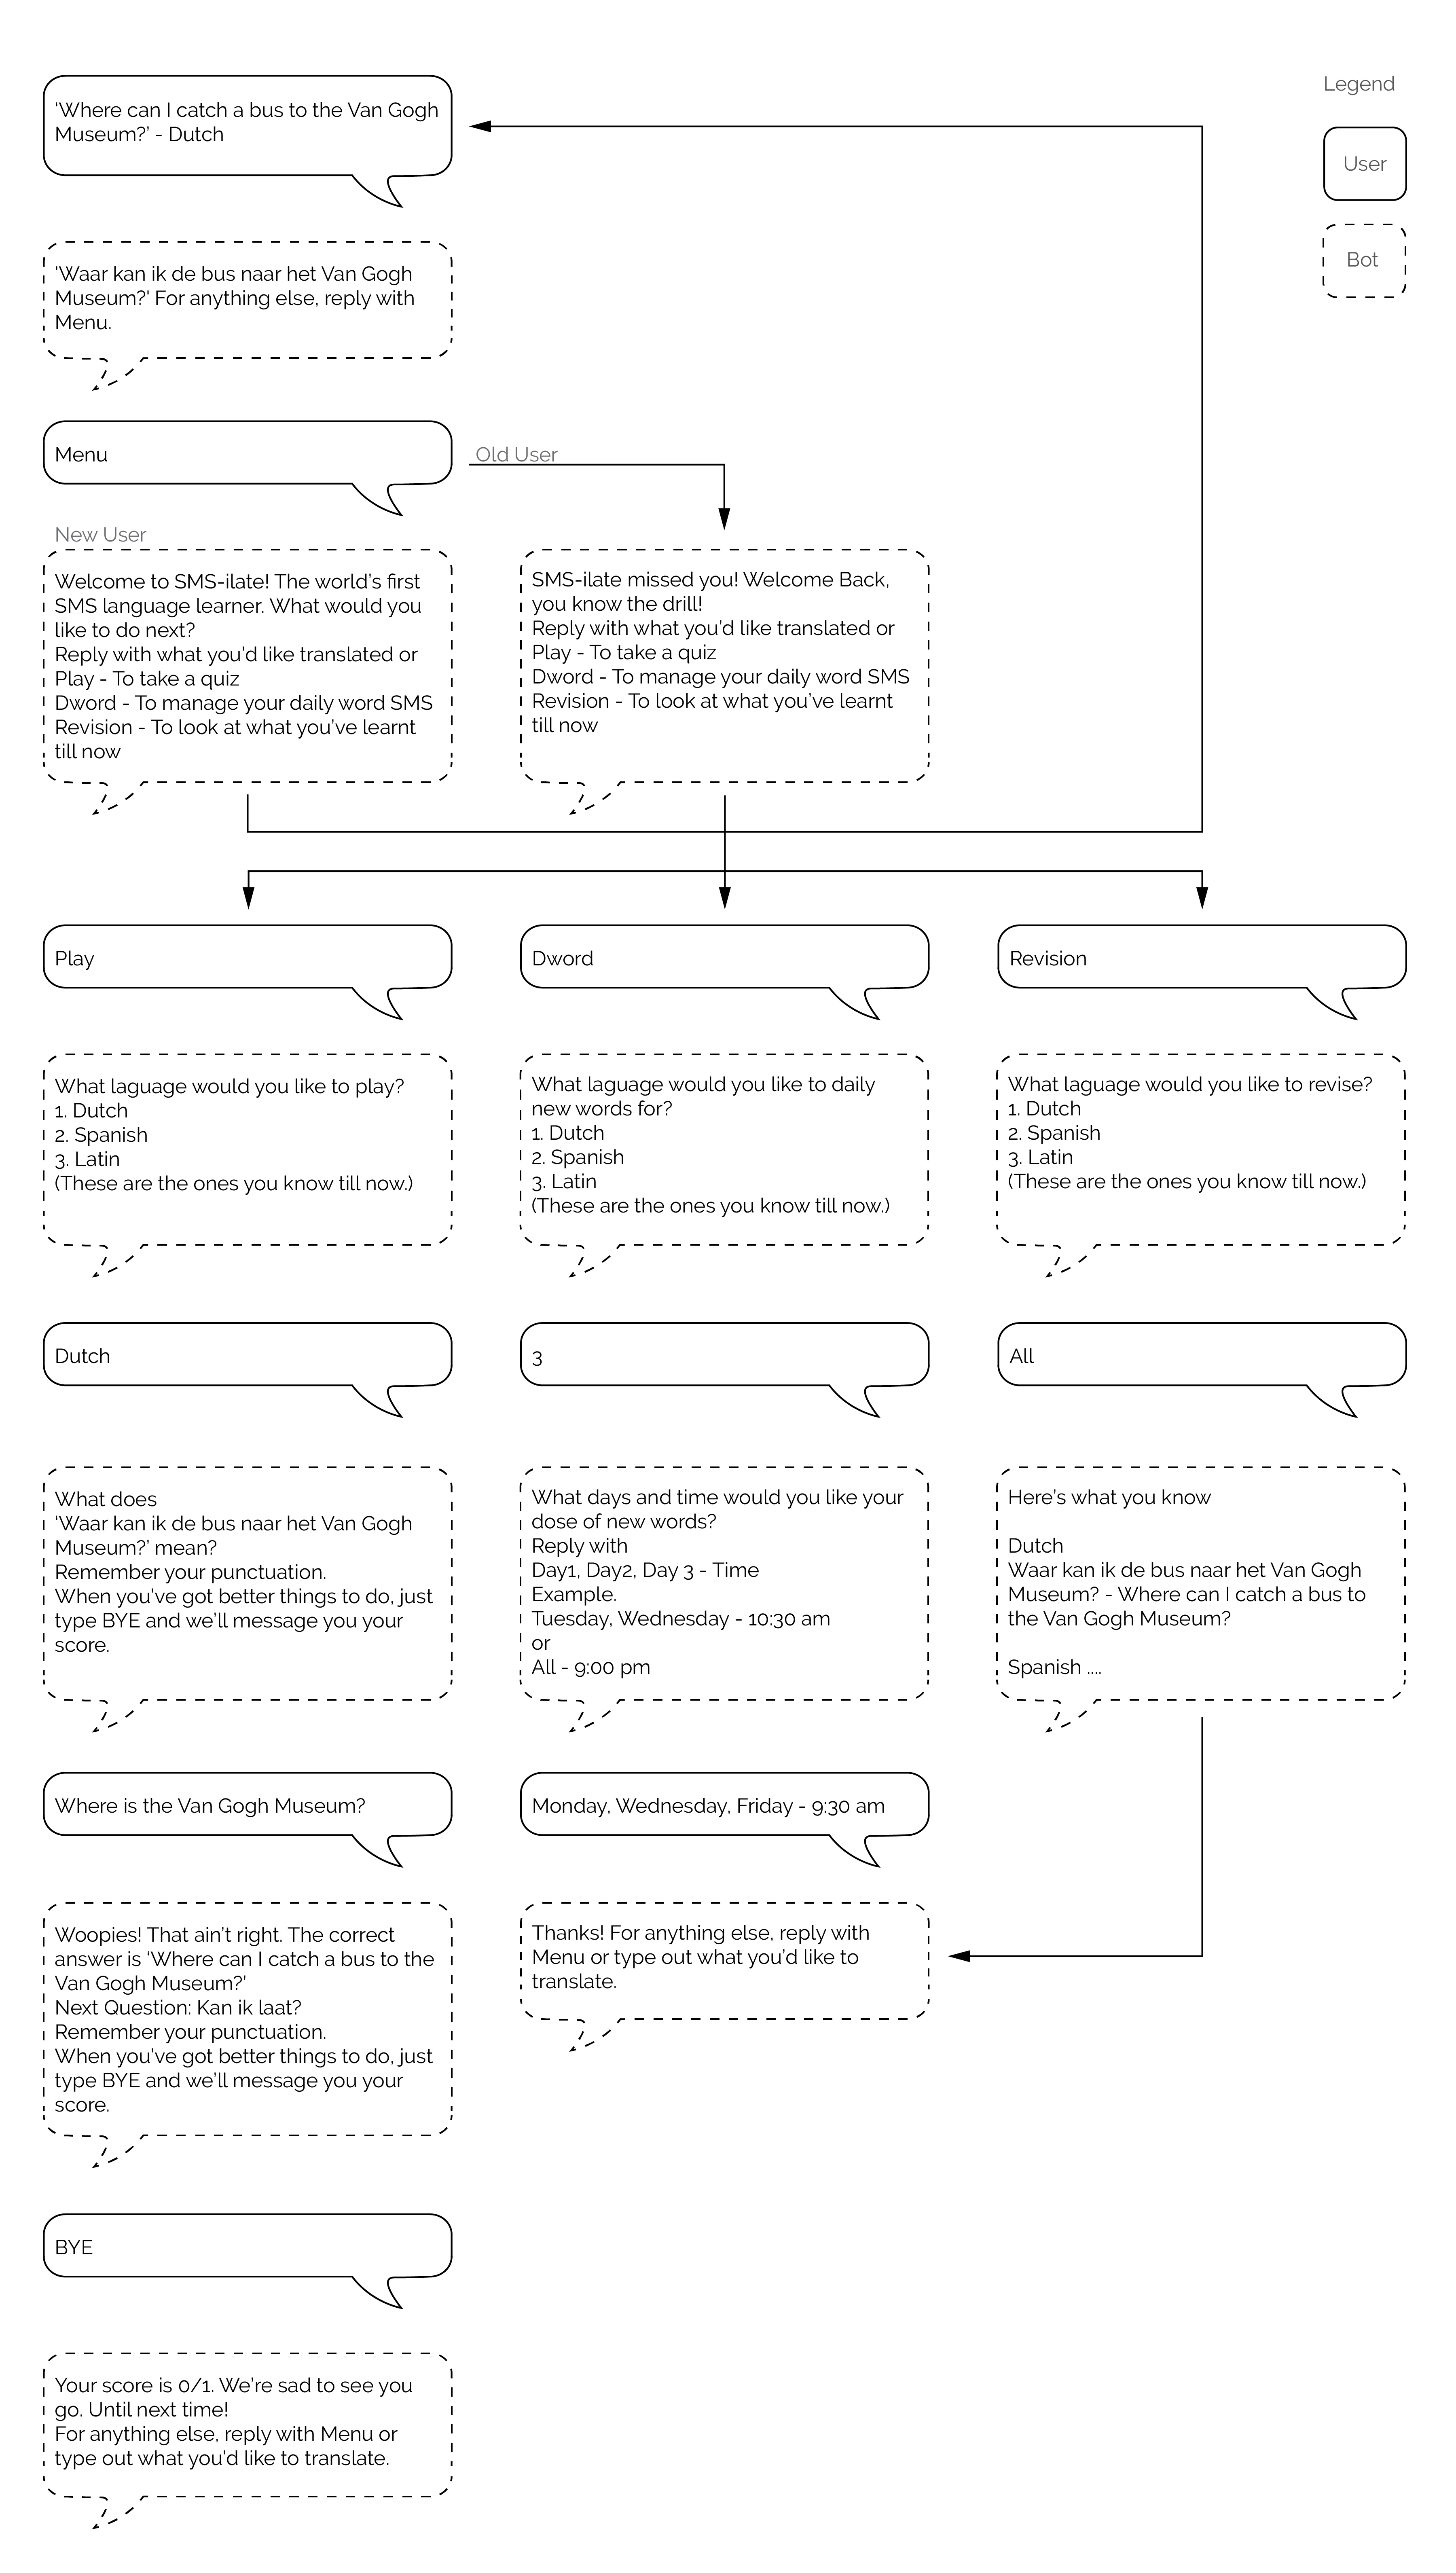 Legend
User
Bot
‘Where can I catch a bus to the Van Gogh
Museum?’ - Dutch
'Waar kan ik de bus naar het Van Gogh
Museum?' For anything else, reply with
Menu.
Menu
Old User
New User
Welcome to SMS-ilate! The world’s first
SMS language learner. What would you
like to do next?
Reply with what you’d like translated or
Play - To take a quiz
Dword - To manage your daily word SMS
Revision - To look at what you’ve learnt
till now
SMS-ilate missed you! Welcome Back,
you know the drill!
Reply with what you’d like translated or
Play - To take a quiz
Dword - To manage your daily word SMS
Revision - To look at what you’ve learnt
till now
Play
What laguage would you like to play?
1. Dutch
2. Spanish
3. Latin
(These are the ones you know till now.)
Dutch
What does
‘Waar kan ik de bus naar het Van Gogh
Museum?’ mean?
Remember your punctuation.
When you’ve got better things to do, just
type BYE and we’ll message you your
score.
Where is the Van Gogh Museum?
Woopies! That ain’t right. The correct
answer is ‘Where can I catch a bus to the
Van Gogh Museum?’
Next Question: Kan ik laat?
Remember your punctuation.
When you’ve got better things to do, just
type BYE and we’ll message you your
score.
BYE
Your score is 0/1. We’re sad to see you
go. Until next time!
For anything else, reply with Menu or
type out what you’d like to translate.
Dword
What laguage would you like to daily
new words for?
1. Dutch
2. Spanish
3. Latin
(These are the ones you know till now.)
3
What days and time would you like your
dose of new words?
Reply with
Day1, Day2, Day 3 - Time
Example.
Tuesday, Wednesday - 10:30 am
or
All - 9:00 pm
Monday, Wednesday, Friday - 9:30 am
Thanks! For anything else, reply with
Menu or type out what you’d like to
translate.
Revision
What laguage would you like to revise?
1. Dutch
2. Spanish
3. Latin
(These are the ones you know till now.)
All
Here’s what you know
Dutch
Waar kan ik de bus naar het Van Gogh
Museum? - Where can I catch a bus to
the Van Gogh Museum?
Spanish ....